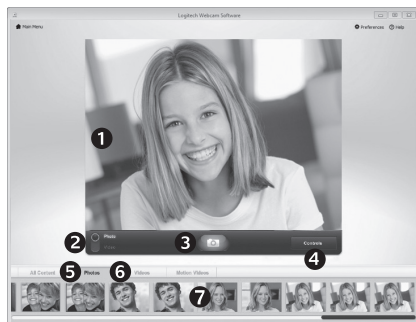 Logitech Webcam Software
Main Menu
Preferences
Help
1
2
Photo
Video
3
Controls
4
All Content
5
Photos
6
Videos
Motion Videos
7